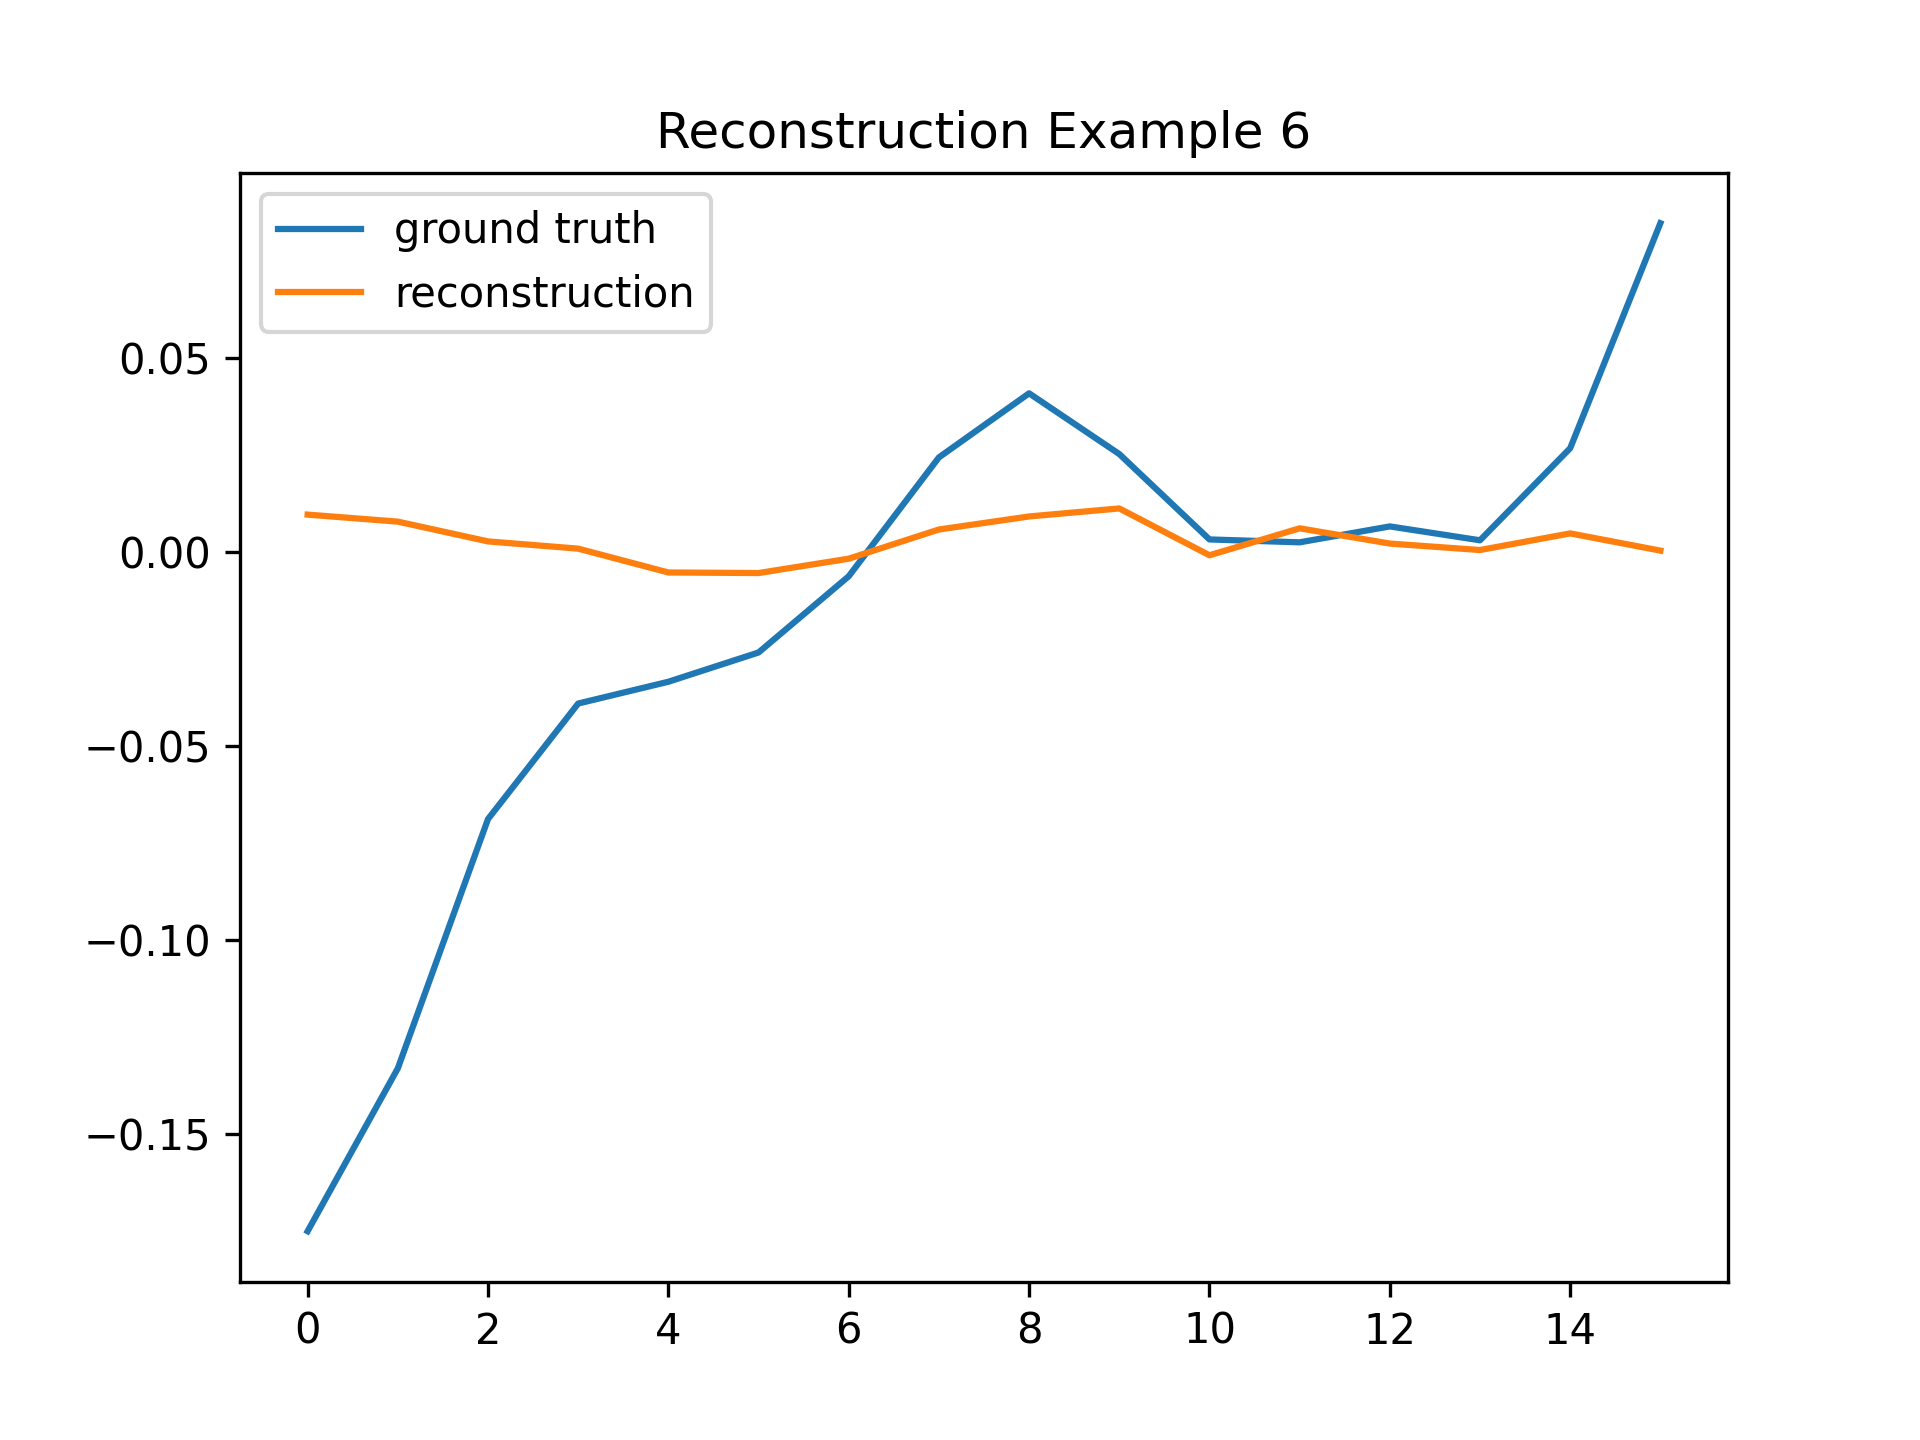 Reconstruction Example 6
ground truth
reconstruction
0.05
0.00
−0.05
−0.10
−0.15
0 2 4 6 8 10 12 14